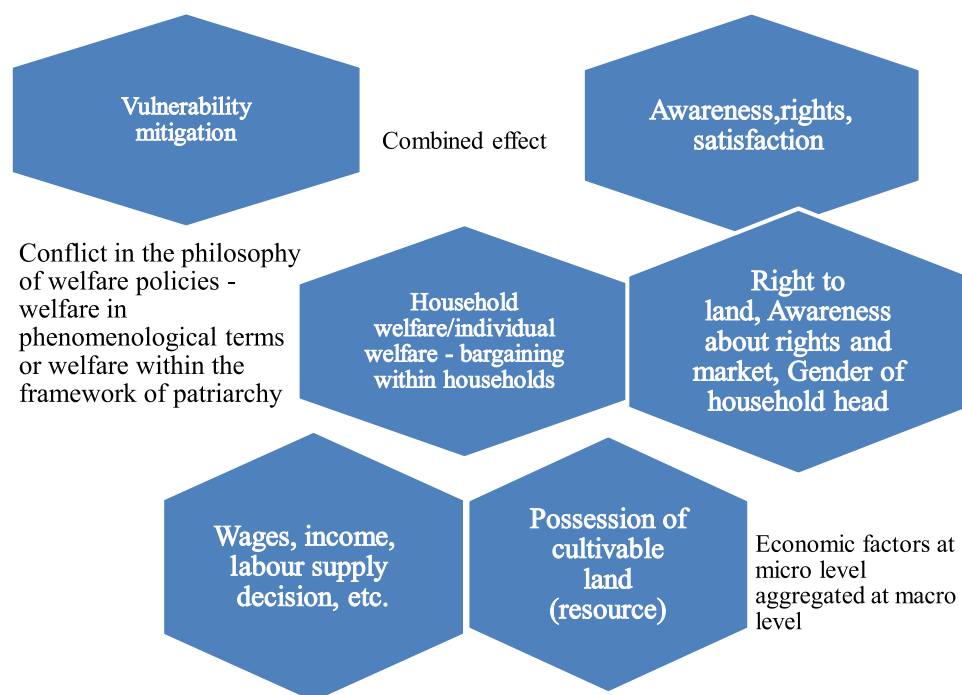 Vulnerability
mitigation
Combined effect
Awareness,rights,
satisfaction
Conflict in the philosophy
of welfare policies -
welfare in
phenomenological terms
or welfare within the
framework of patriarchy
Household
welfare/individual
welfare - bargaining
within households
Right to
land, Awareness
about rights and
market, Gender of
household head
Wages, income,
labour supply
decision, etc.
Possession of
cultivable
land
(resource)
Economic factors at
micro level
aggregated at macro
level